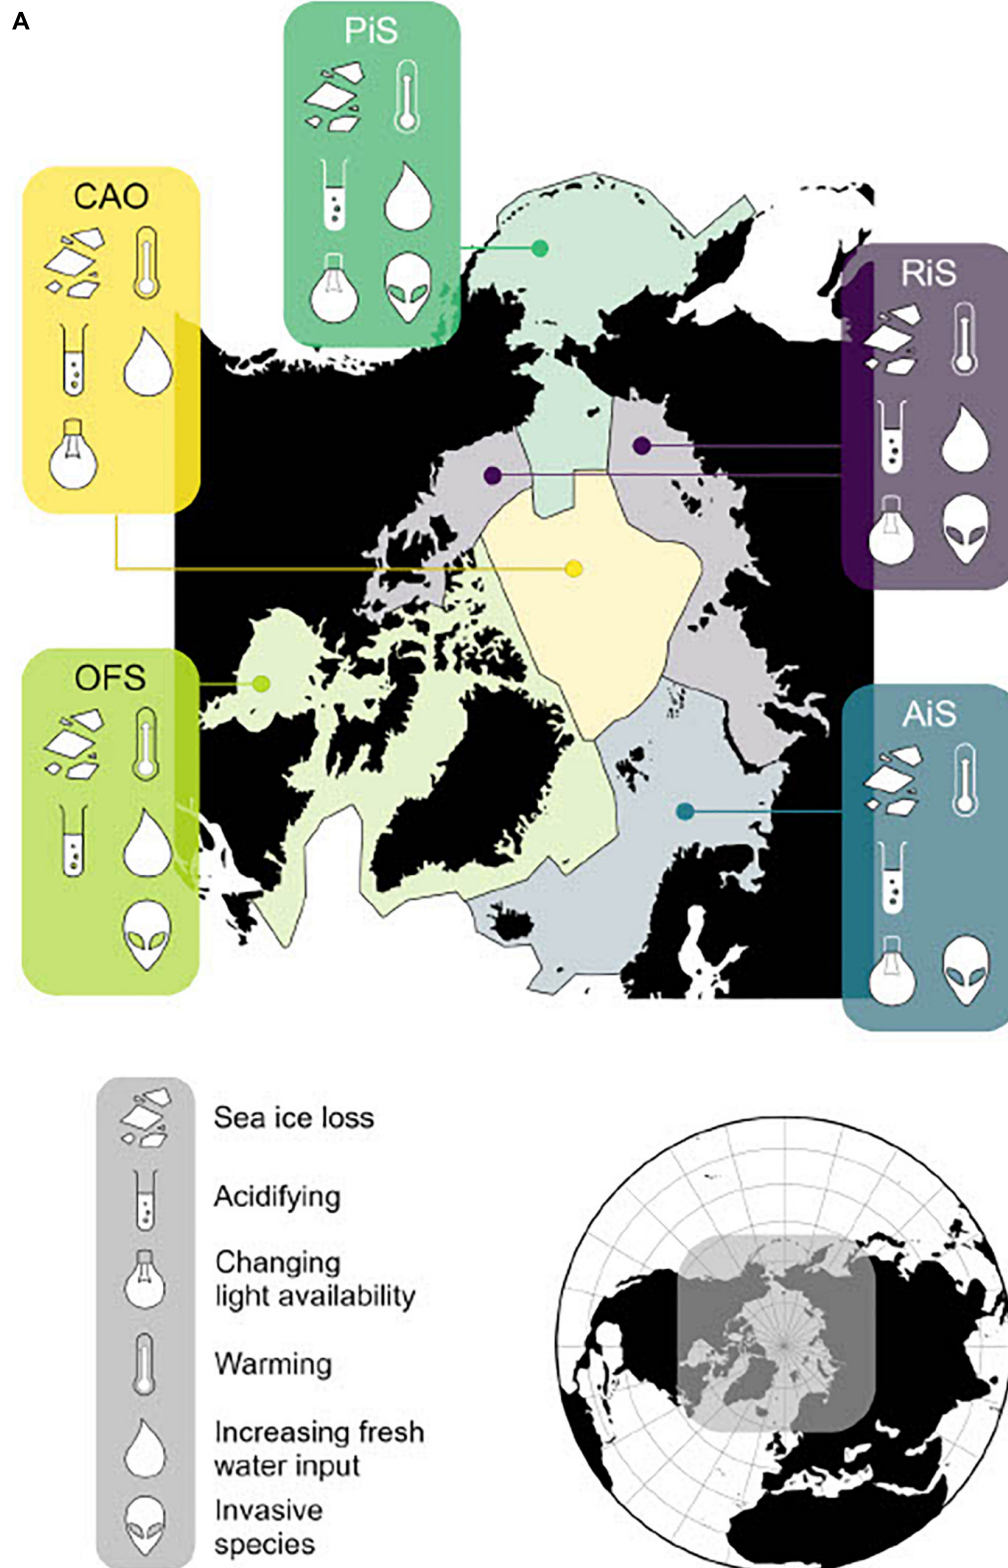 A
PiS
CAO
RiS
OFS
AiS
Sea ice loss
Acidifying
Changing
light availability
Warming
Increasing fresh
water input
Invasive
species